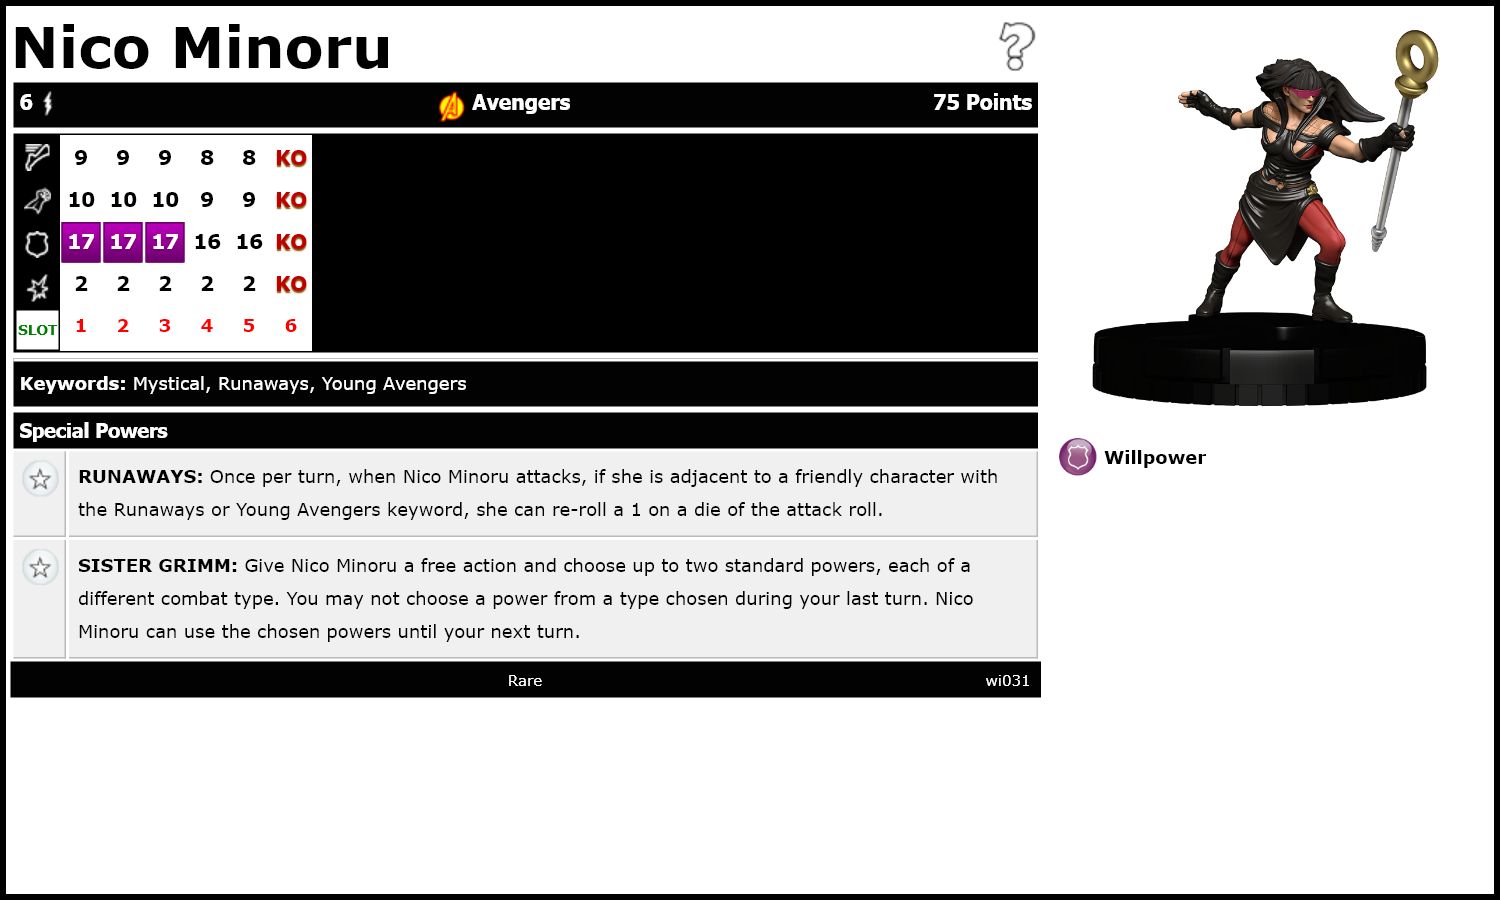 Nico Minoru
6 Avengers 75 Points
9 9 9 8 8 KO
10 10 10 9 9 KO
17 17 17 16 16 KO
2 2 2 2 2 KO
SLOT 1 2 3 4 5 6
Keywords: Mystical, Runaways, Young Avengers
Special Powers
RUNAWAYS: Once per turn, when Nico Minoru attacks, if she is adjacent to a friendly character with
the Runaways or Young Avengers keyword, she can re-roll a 1 on a die of the attack roll.
SISTER GRIMM: Give Nico Minoru a free action and choose up to two standard powers, each of a
different combat type. You may not choose a power from a type chosen during your last turn. Nico
Minoru can use the chosen powers until your next turn.
Rare wi031
Willpower